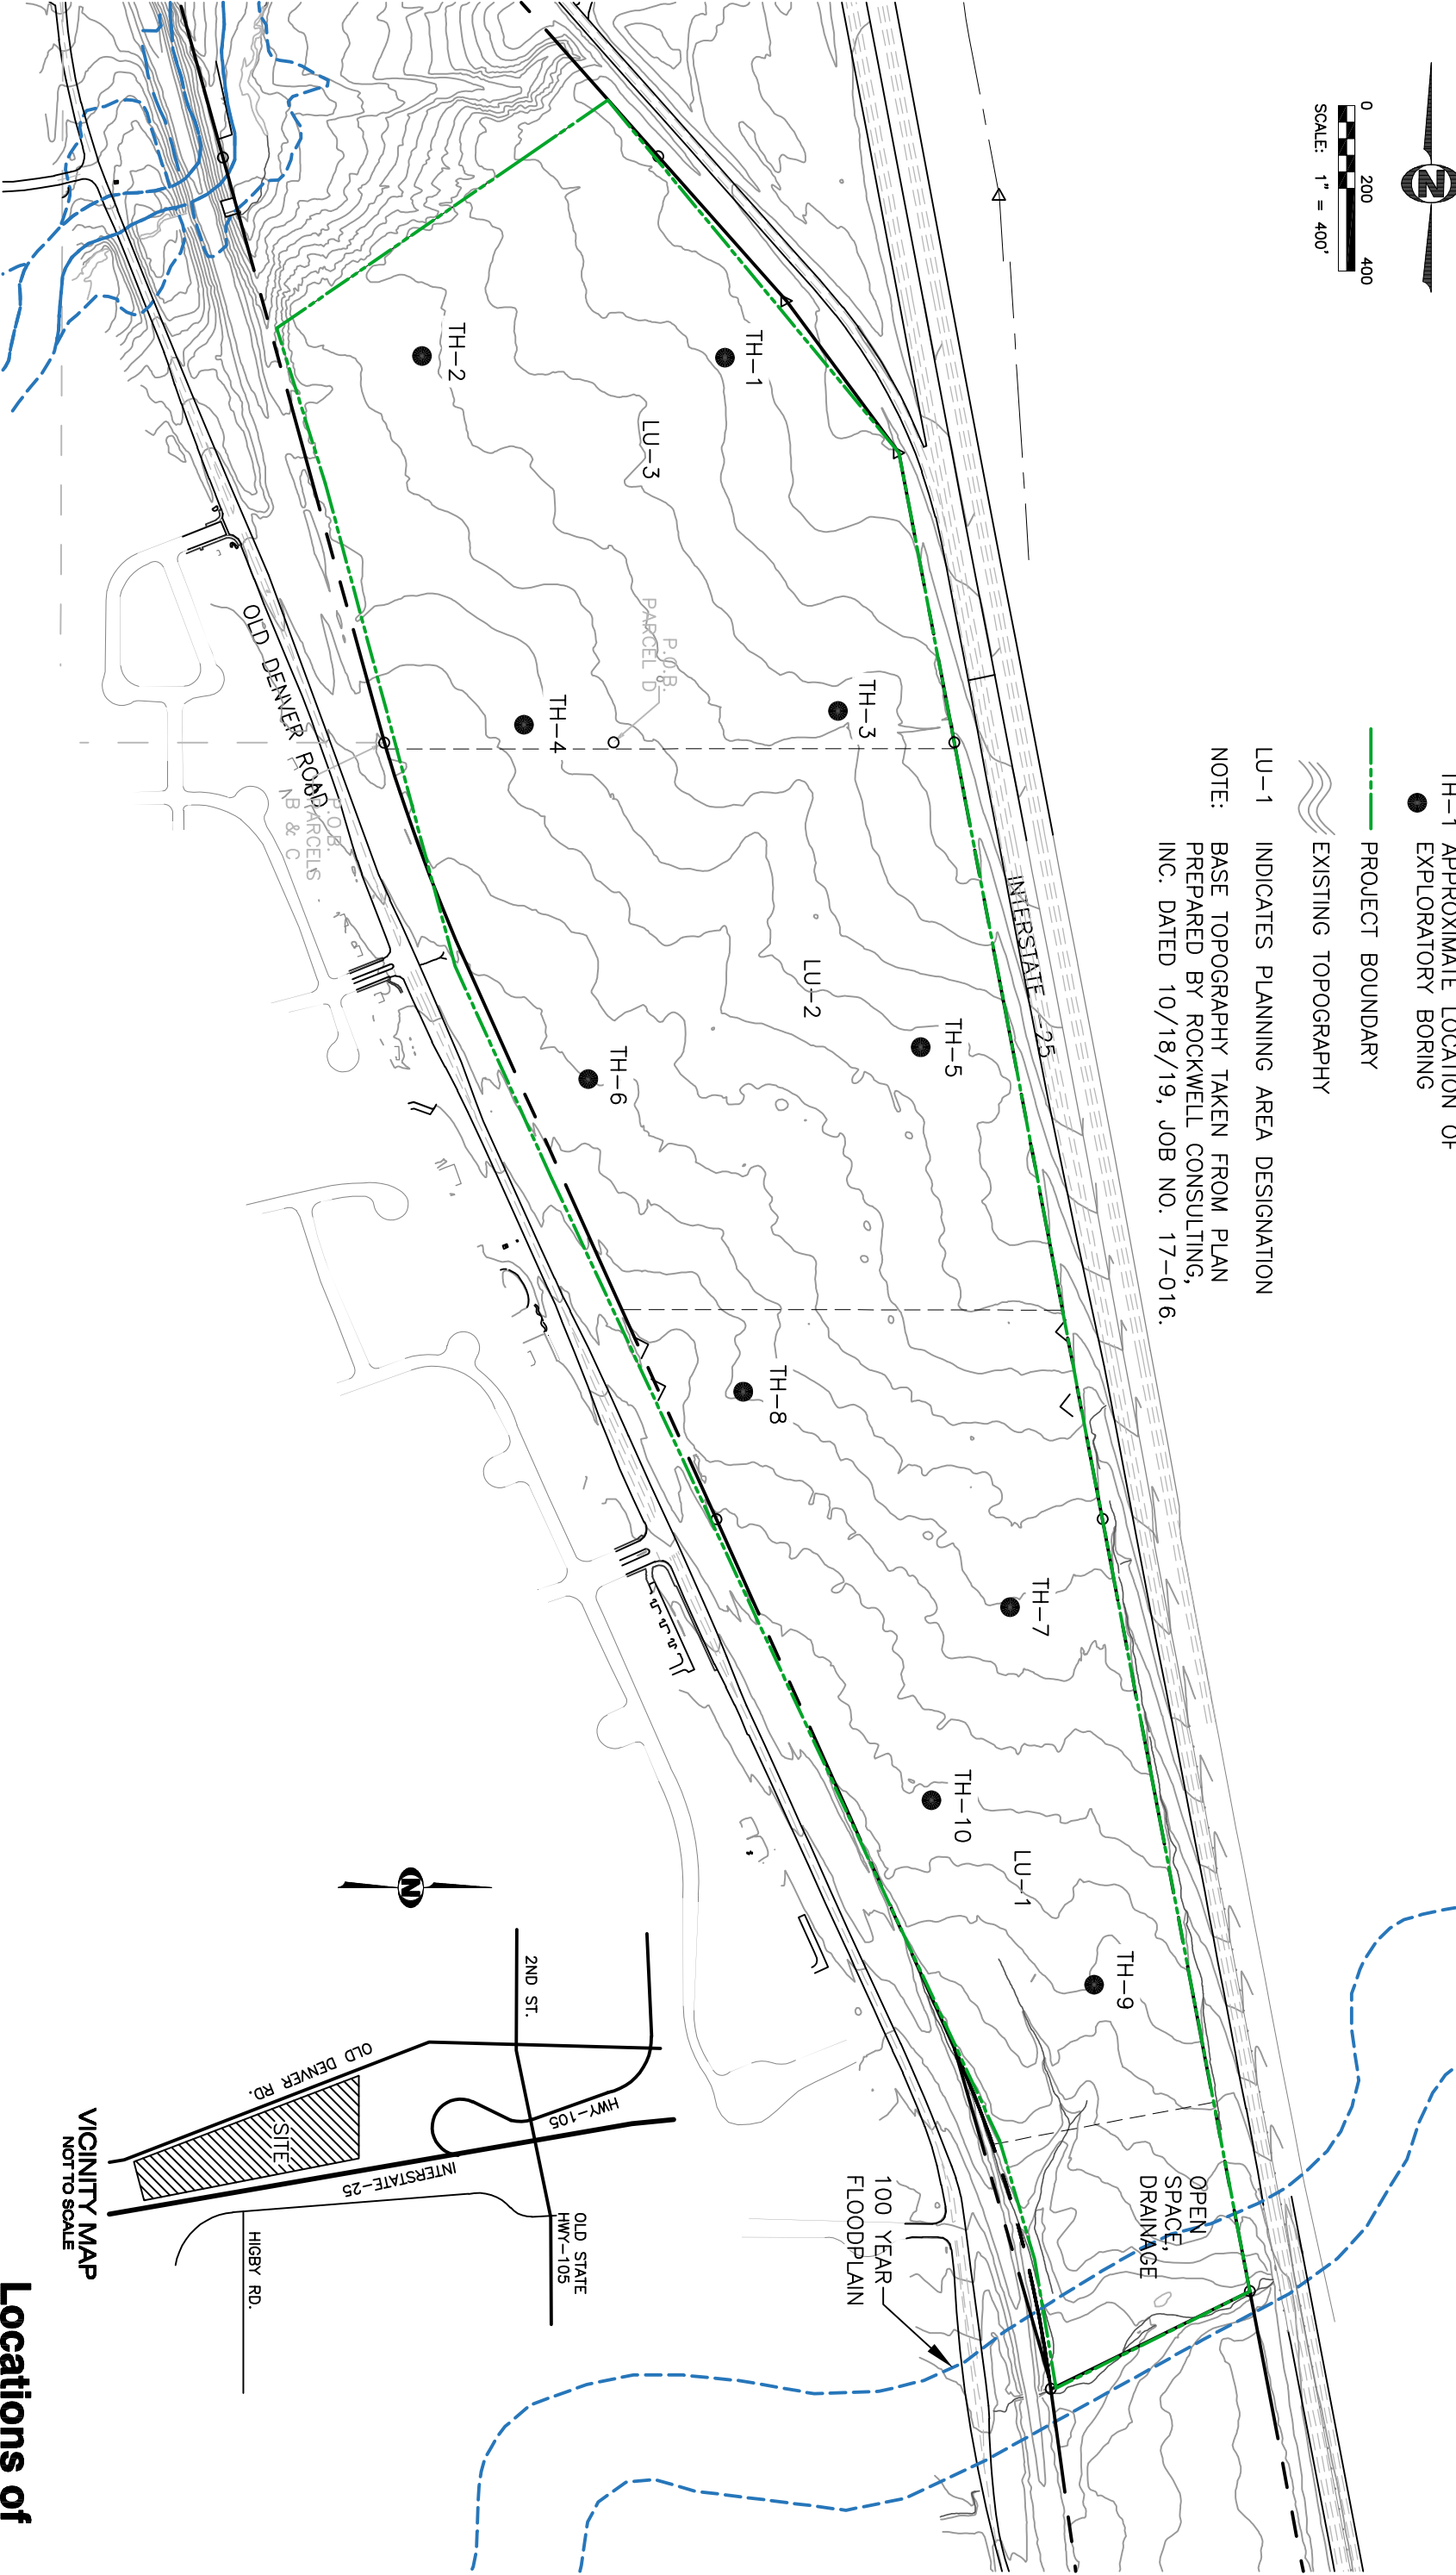 N
0 200 400
SCALE: 1" = 400'
TH-1 APPROXIMATE LOCATION OF
EXPLORATORY BORING
PROJECT BOUNDARY
EXISTING TOPOGRAPHY
LU-1 INDICATES PLANNING AREA DESIGNATION
NOTE: BASE TOPOGRAPHY TAKEN FROM PLAN
PREPARED BY ROCKWELL CONSULTING,
INC. DATED 10/18/19, JOB NO. 17-016.
INTERSTATE -25
TH-1
TH-2
LU-3
P.O.B.
PARCEL D
TH-3
TH-4
OLD DENVER ROAD
P.O.B.
PARCELS
B & C
LU-2
TH-5
TH-6
TH-8
TH-7
TH-10
LU-1
TH-9
OPEN
SPACE,
DRAINAGE
100 YEAR
FLOODPLAIN
N
2ND ST.
OLD DENVER RD.
HWY-105
SITE
INTERSTATE-25
OLD STATE
HWY-105
HIGBY RD.
VICINITY MAP
NOT TO SCALE
Locations of